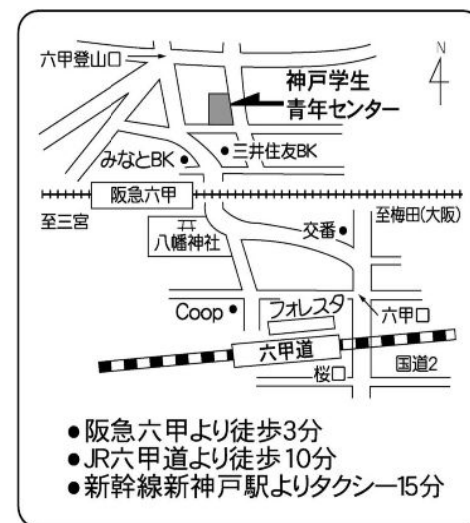 N
六甲登山口
神戸学生
青年センター
みなとBK
三井住友BK
阪急六甲
至三宮
至梅田(大阪)
八幡神社
交番
Coop
フォレスタ
六甲口
六甲道
桜口
国道2
●阪急六甲より徒歩3分
●JR六甲道より徒歩10分
●新幹線新神戸駅よりタクシー15分